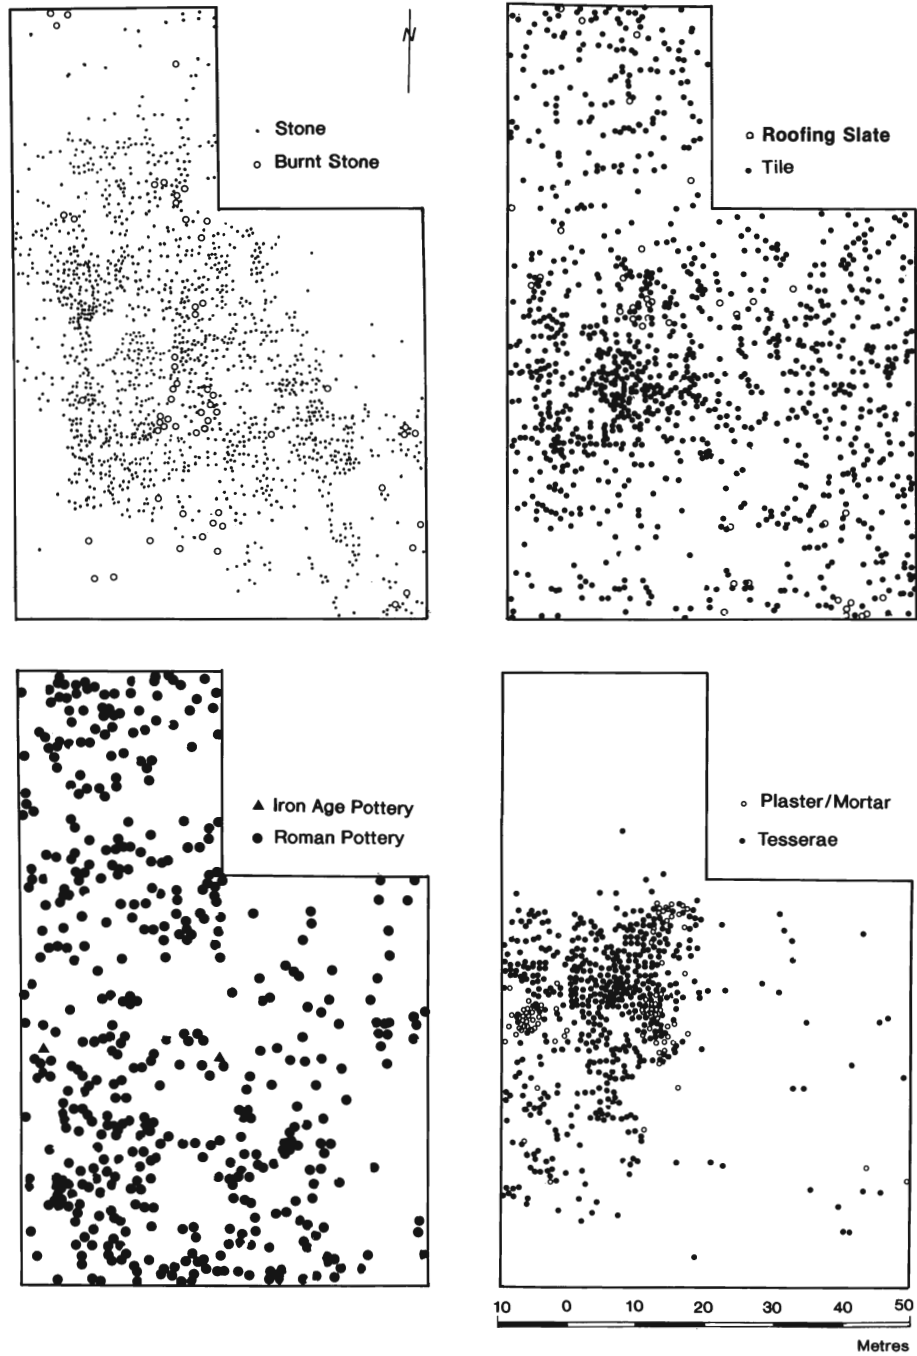 N
Stone
Burnt Stone
Roofing Slate
Tile
Iron Age Pottery
Roman Pottery
Plaster/Mortar
Tesserae
10 0 10 20 30 40 50
Metres